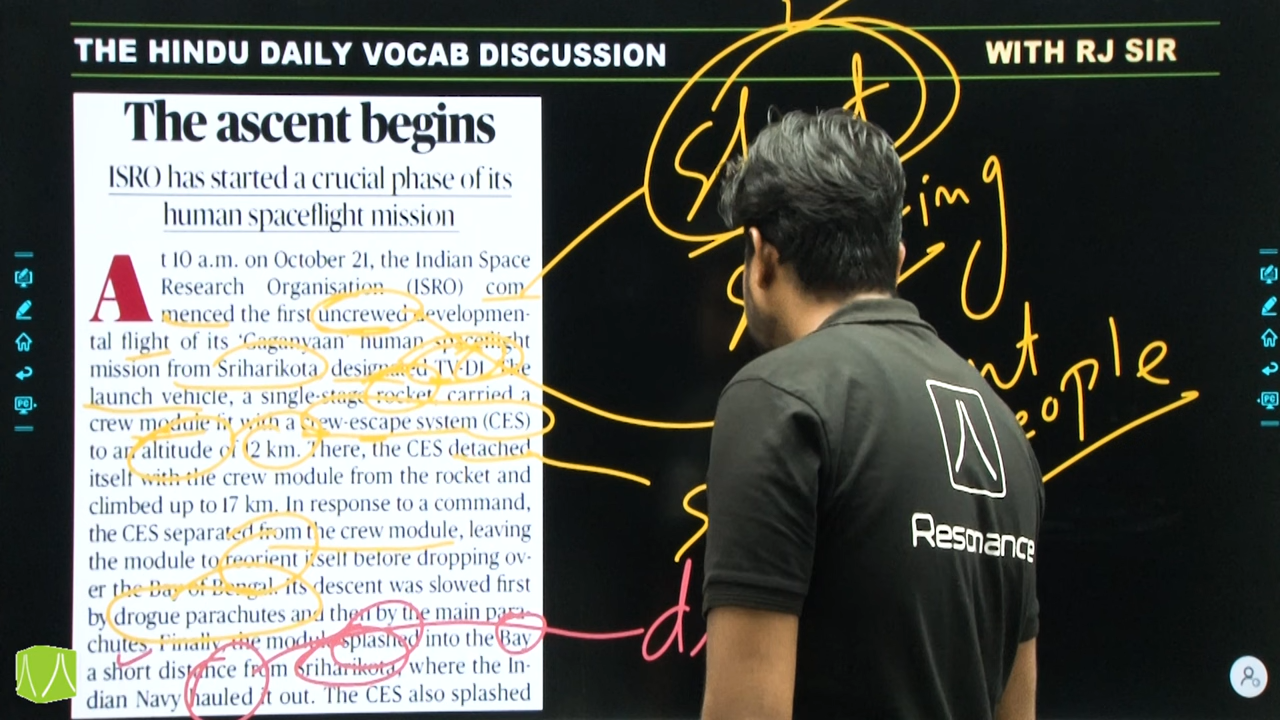 THE HINDU DAILY VOCAB DISCUSSION
WITH RJ SIR
The ascent begins
ISRO has started a crucial phase of its
human spaceflight mission
At 10 a.m. on October 21, the Indian Space
Research Organisation (ISRO) com
menced the first uncrewed developmen-
tal flight of its 'Gaganyaan' human spaceflight
mission from Sriharikota designated TV-D1. The
launch vehicle, a single-stage rocket, carried a
crew module fit with a crew-escape system (CES)
to an altitude of 12 km. There, the CES detached
itself with the crew module from the rocket and
climbed up to 17 km. In response to a command,
the CES separated from the crew module, leaving
the module to reorient itself before dropping ov-
er the Bay of Bengal. Its descent was slowed first
by drogue parachutes and then by the main para-
chutes. Finally, the module splashed into the Bay
a short distance from Sriharikota, where the In-
dian Navy hauled it out. The CES also splashed
ing
eople
Resonance
PC
PC